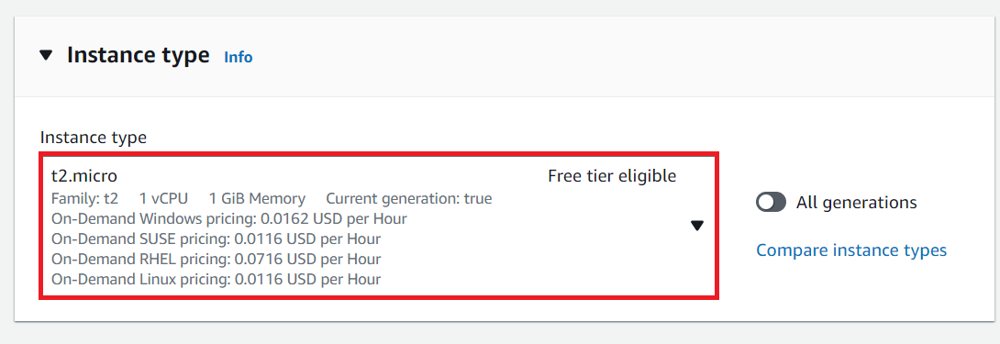 Instance type Info
Instance type
t2.micro Free tier eligible
Family: t2 1 vCPU 1 GiB Memory Current generation: true
On-Demand Windows pricing: 0.0162 USD per Hour
On-Demand SUSE pricing: 0.0116 USD per Hour
On-Demand RHEL pricing: 0.0716 USD per Hour
On-Demand Linux pricing: 0.0116 USD per Hour
All generations
Compare instance types